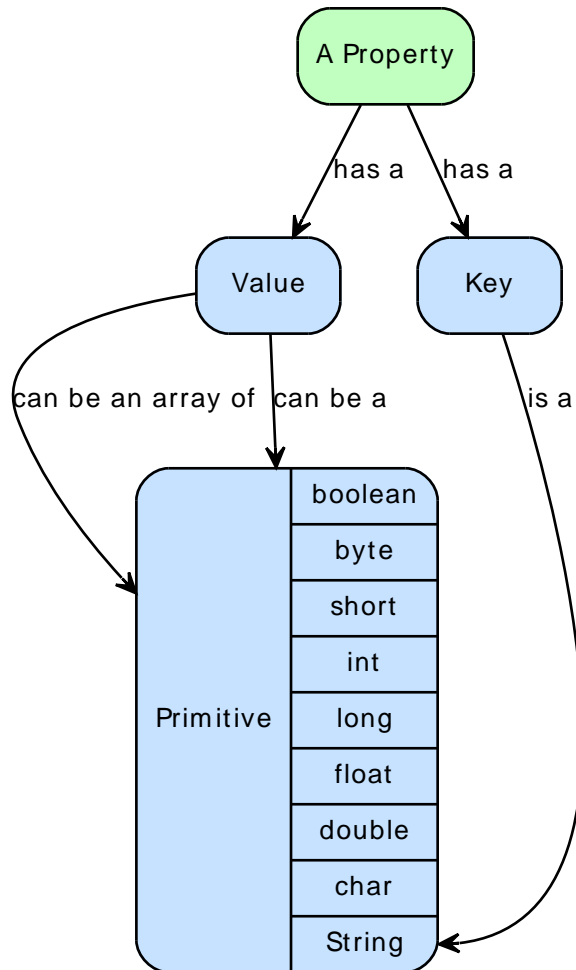 A Property
has a
has a
Value
Key
can be an array of
can be a
is a
Primitive
boolean
byte
short
int
long
float
double
char
String